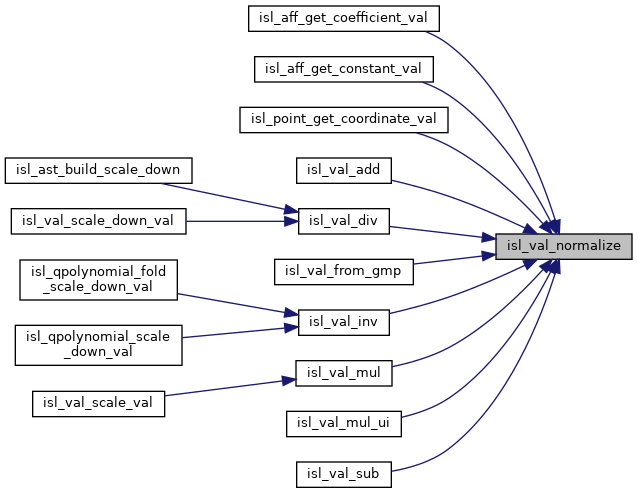 isl_aff_get_coefficient_val
isl_aff_get_constant_val
isl_point_get_coordinate_val
isl_ast_build_scale_down
isl_val_add
isl_val_scale_down_val
isl_val_div
isl_val_normalize
isl_qpolynomial_fold
_scale_down_val
isl_val_from_gmp
isl_val_inv
isl_qpolynomial_scale
_down_val
isl_val_mul
isl_val_scale_val
isl_val_mul_ui
isl_val_sub